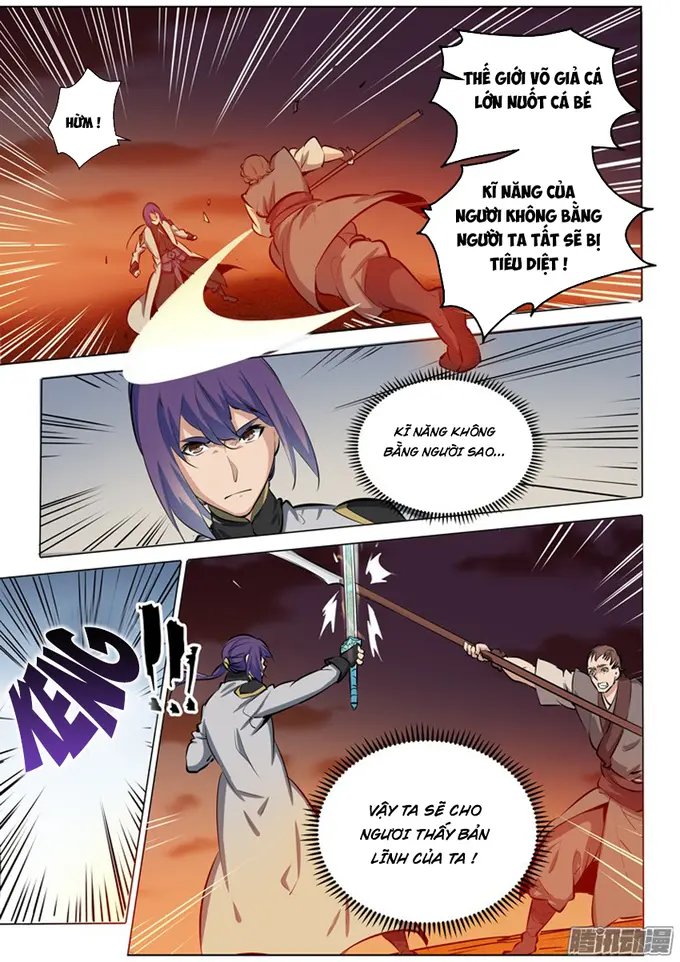 THẾ GIỚI VÕ GIẢ CÁ
LỚN NUỐT CÁ BÉ
HỪM !
KĨ NĂNG CỦA
NGƯƠI KHÔNG BẰNG
NGƯỜI TA TẤT SẼ BỊ
TIÊU DIỆT !
KĨ NĂNG KHÔNG
BẰNG NGƯỜI SAO...
KENG
!!!
VẬY TA SẼ CHO
NGƯƠI THẤY BẢN
LĨNH CỦA TA !
腾讯动漫